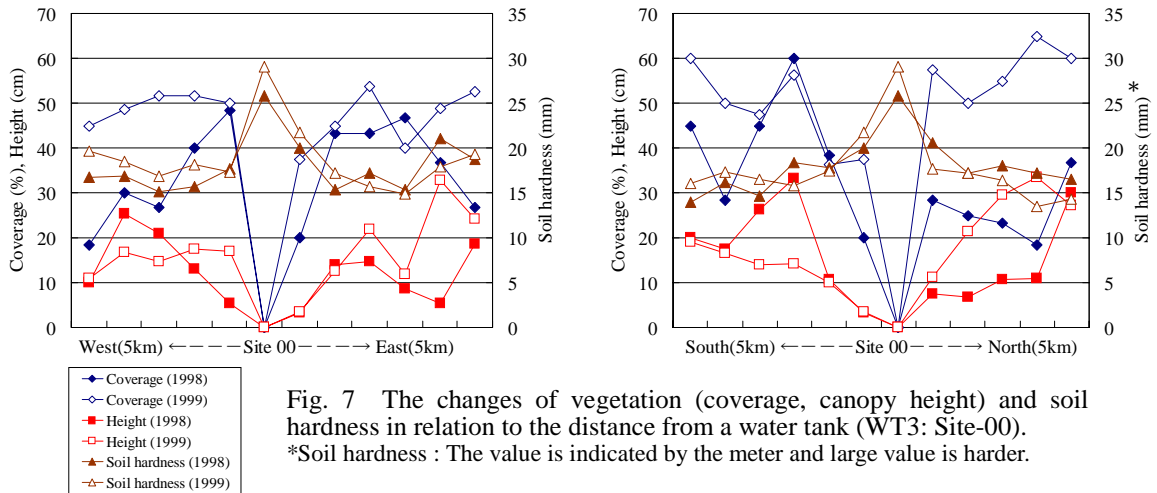 70
60
50
40
30
20
10
0
Coverage (%), Height (cm)
35
30
25
20
15
10
5
0
Soil hardness (mm)
West(5km) ←−−−− Site 00 −−−−→ East(5km)
70
60
50
40
30
20
10
0
Coverage (%), Height (cm)
35
30
25
20
15
10
5
0
Soil hardness (mm) *
South(5km) ←−−−− Site 00 −−−−→ North(5km)
Coverage (1998)
Coverage (1999)
Height (1998)
Height (1999)
Soil hardness (1998)
Soil hardness (1999)
Fig. 7 The changes of vegetation (coverage, canopy height) and soil
hardness in relation to the distance from a water tank (WT3: Site-00).
*Soil hardness : The value is indicated by the meter and large value is harder.